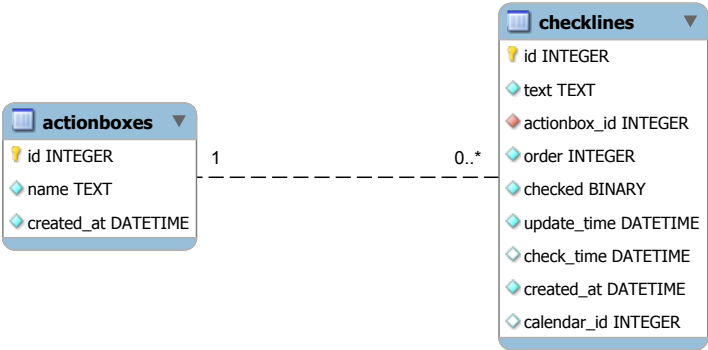 actionboxes
id INTEGER
name TEXT
created_at DATETIME
1
0..*
checklines
id INTEGER
text TEXT
actionbox_id INTEGER
order INTEGER
checked BINARY
update_time DATETIME
check_time DATETIME
created_at DATETIME
calendar_id INTEGER